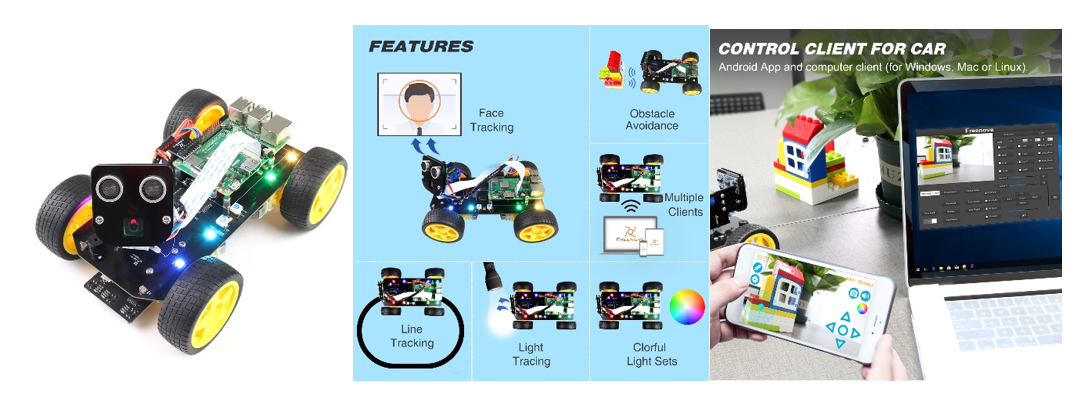 FEATURES
Face
Tracking
Obstacle
Avoidance
Multiple
Clients
FREENOVE
Line
Tracking
Light
Tracing
Clorful
Light Sets
CONTROL CLIENT FOR CAR
Android App and computer client (for Windows, Mac or Linux).
Freenove